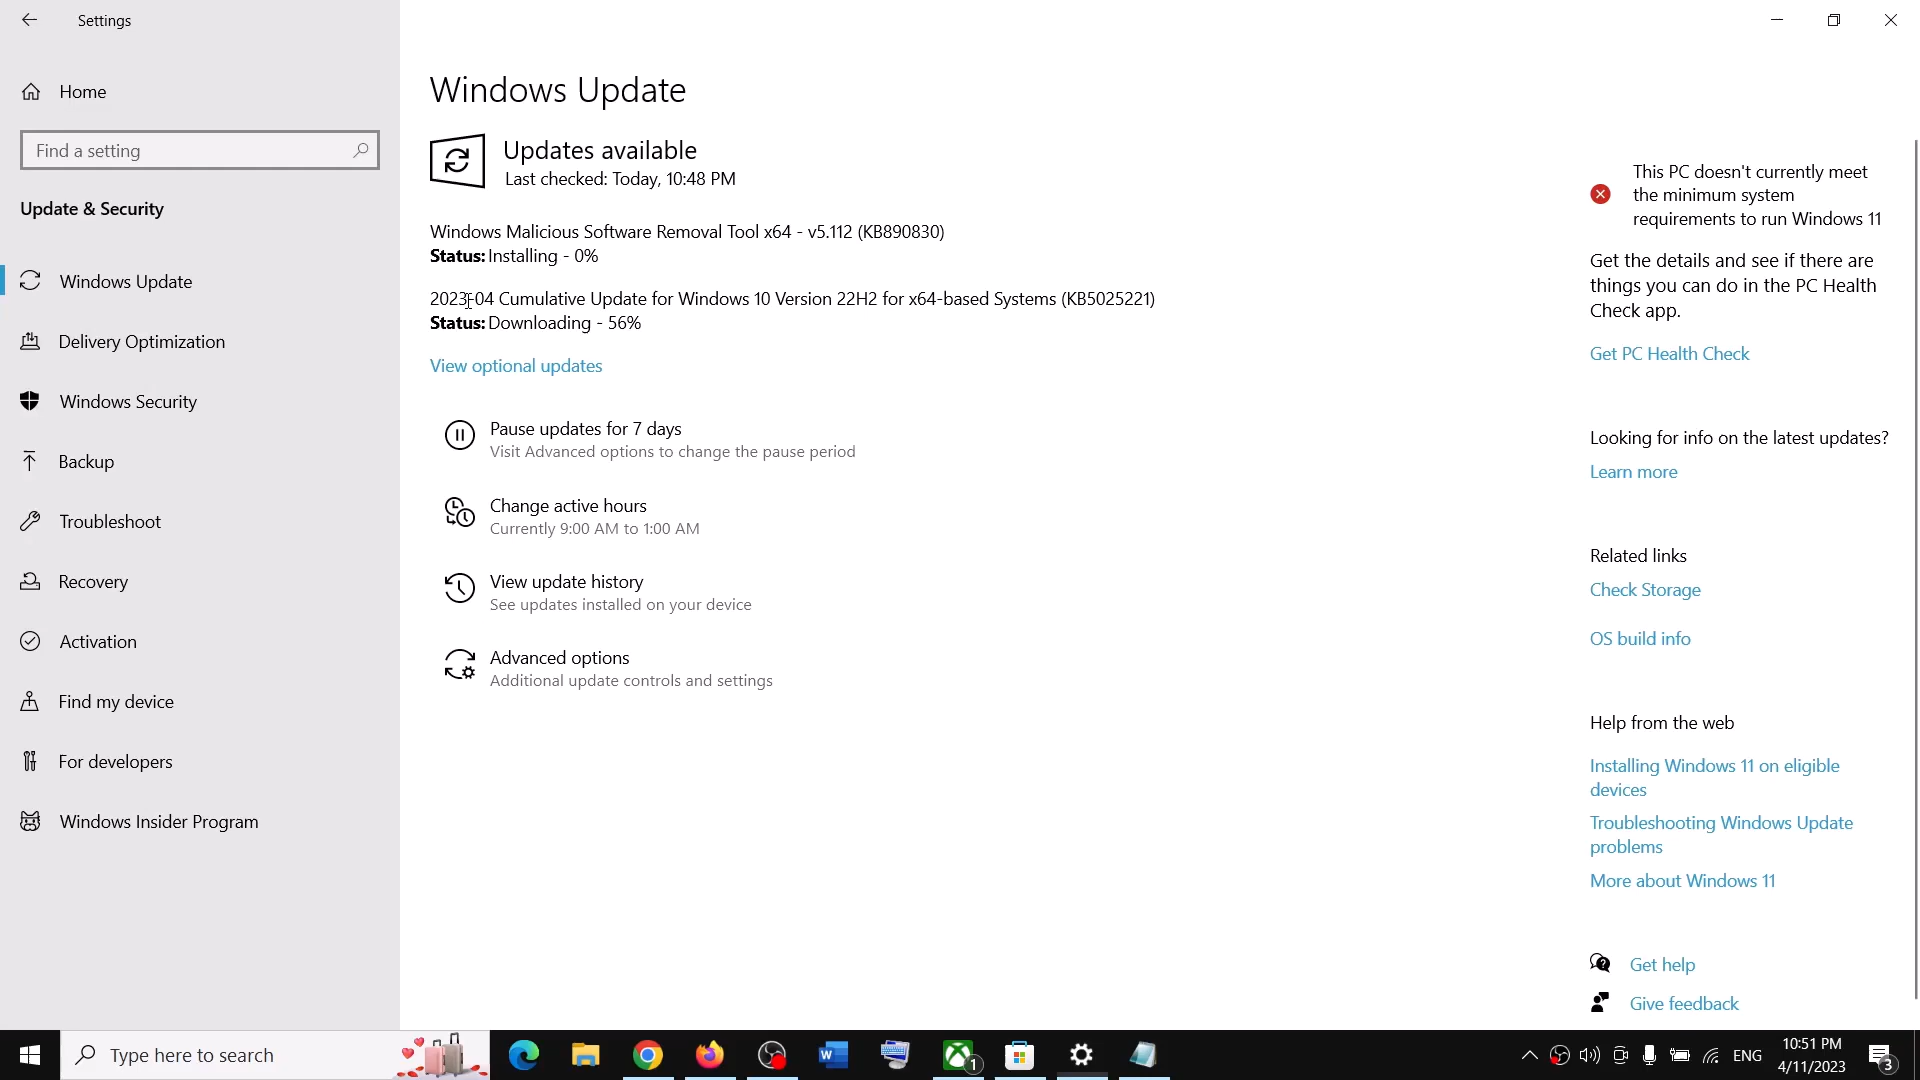 Settings
Home
Find a setting
Update & Security
Windows Update
Delivery Optimization
Windows Security
Backup
Troubleshoot
Recovery
Activation
Find my device
For developers
Windows Insider Program
Windows Update
Updates available
Last checked: Today, 10:48 PM
Windows Malicious Software Removal Tool x64 - v5.112 (KB890830)
Status: Installing - 0%
2023-04 Cumulative Update for Windows 10 Version 22H2 for x64-based Systems (KB5025221)
Status: Downloading - 56%
View optional updates
Pause updates for 7 days
Visit Advanced options to change the pause period
Change active hours
Currently 9:00 AM to 1:00 AM
View update history
See updates installed on your device
Advanced options
Additional update controls and settings
This PC doesn't currently meet
the minimum system
requirements to run Windows 11
Get the details and see if there are
things you can do in the PC Health
Check app.
Get PC Health Check
Looking for info on the latest updates?
Learn more
Related links
Check Storage
OS build info
Help from the web
Installing Windows 11 on eligible
devices
Troubleshooting Windows Update
problems
More about Windows 11
Get help
Give feedback
Type here to search
W
1
ENG
10:51 PM
4/11/2023
3